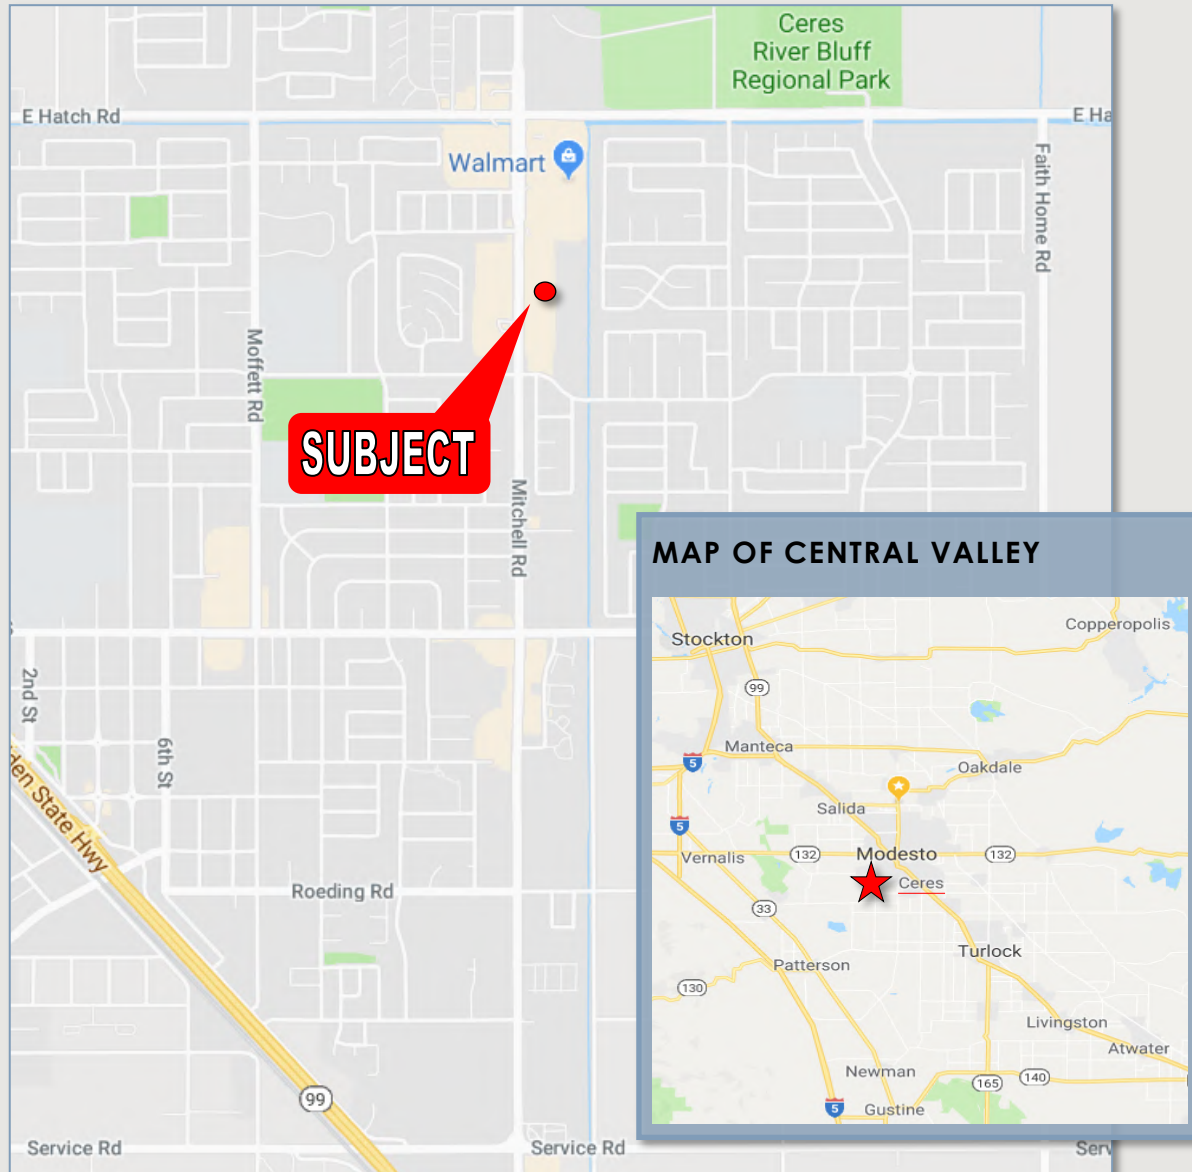 Ceres
River Bluff
Regional Park
E Hatch Rd
E Ha
Walmart
Faith Home Rd
Moffett Rd
SUBJECT
Mitchell Rd
2nd St
6th St
den State Hwy
Roeding Rd
99
Service Rd
Service Rd
Serv
MAP OF CENTRAL VALLEY
Copperopolis
Stockton
99
Manteca
5
Oakdale
Salida
5
Vernalis
132
Modesto
132
Ceres
33
Turlock
Patterson
130
Livingston
Atwater
Newman
165
140
5
Gustine